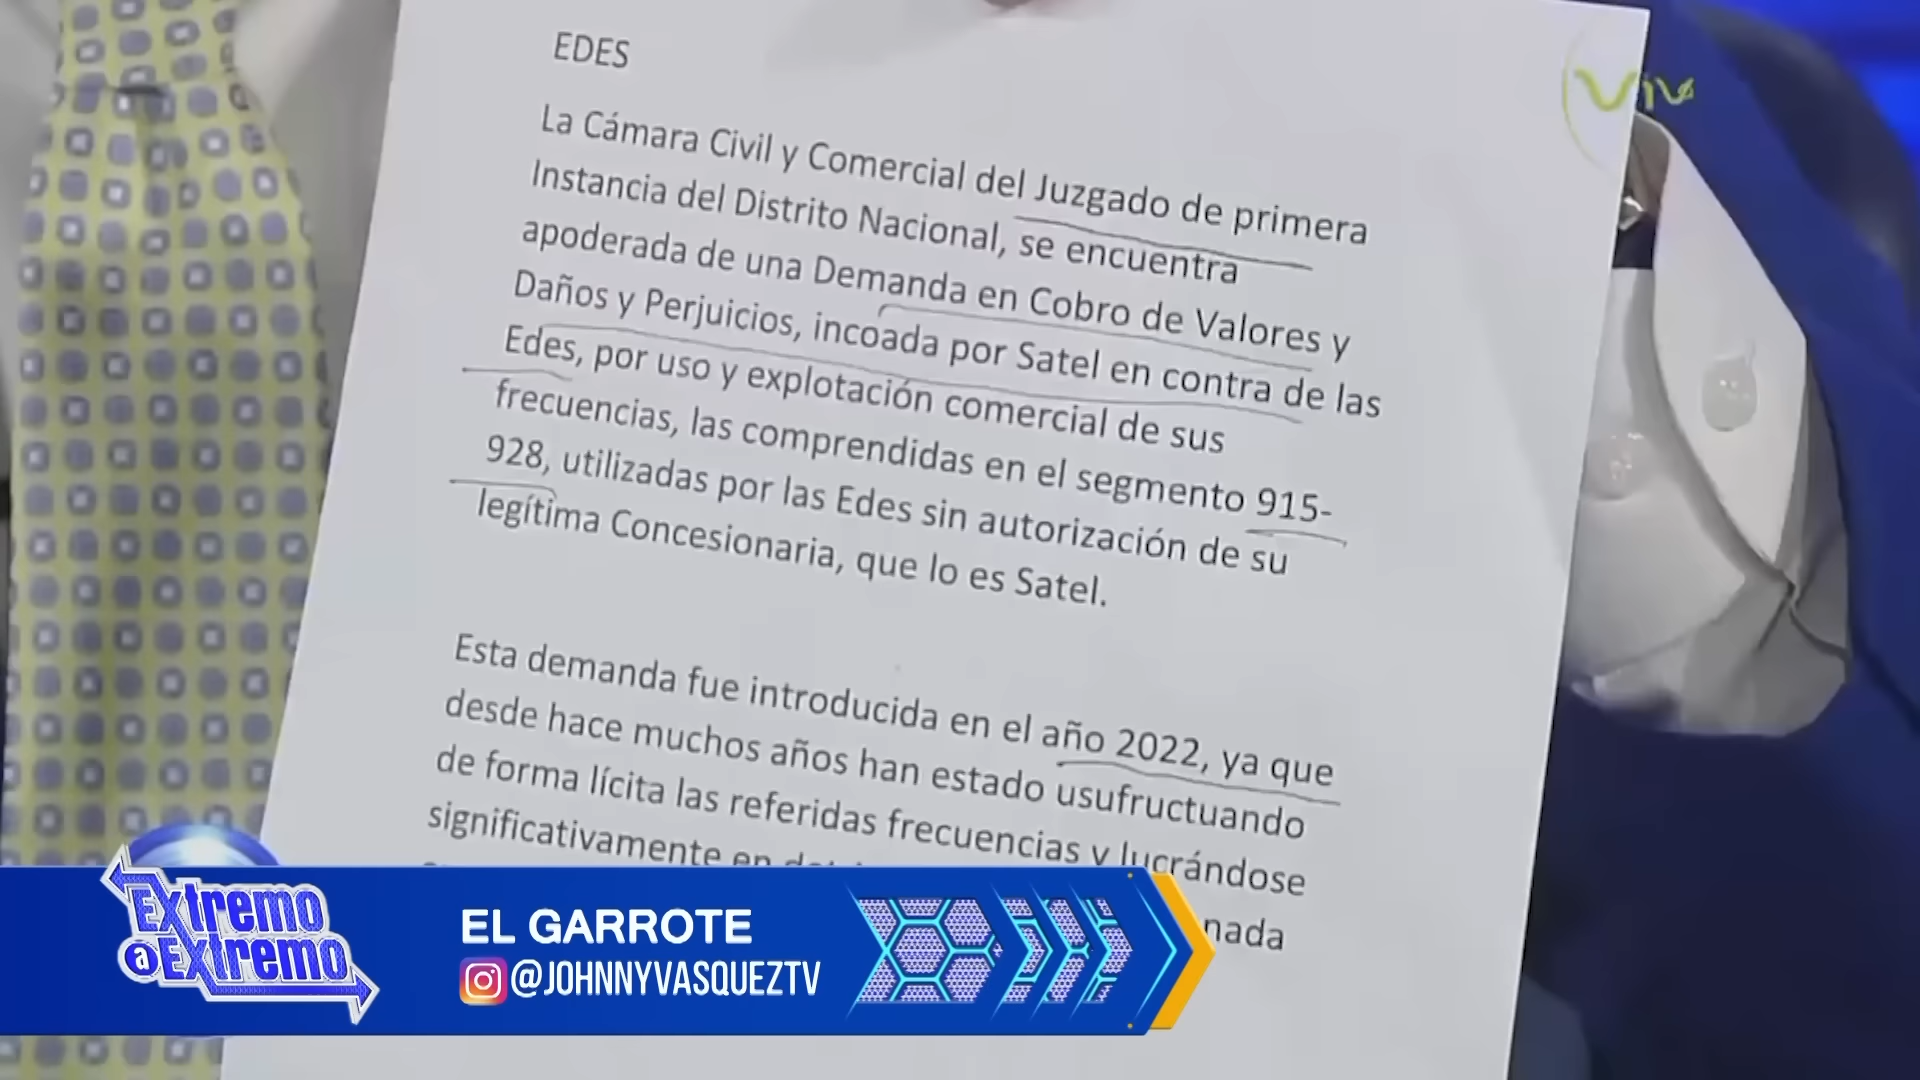 EDES
La Cámara Civil y Comercial del Juzgado de primera
Instancia del Distrito Nacional, se encuentra
apoderada de una Demanda en Cobro de Valores y
Daños y Perjuicios, incoada por Satel en contra de las
Edes, por uso y explotación comercial de sus
frecuencias, las comprendidas en el segmento 915-
928, utilizadas por las Edes sin autorización de su
legítima Concesionaria, que lo es Satel.
Esta demanda fue introducida en el año 2022, ya que
desde hace muchos años han estado usufructuando
de forma lícita las referidas frecuencias y lucrándose
significativamente en
nada
Viva
Extremo
a Extremo
EL GARROTE
@JOHNNYVASQUEZTV